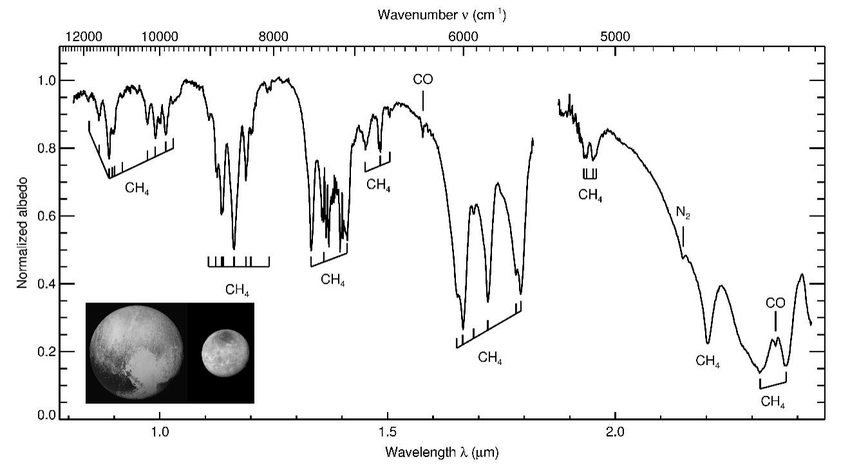 Wavenumber ν (cm⁻¹)
12000 10000 8000 6000 5000
1.0
0.8
0.6
0.4
0.2
0.0
Normalized albedo
CO
CH₄
CH₄
CH₄
CH₄
CH₄
CH₄
N₂
CH₄
CO
CH₄
1.0 1.5 2.0
Wavelength λ (μm)